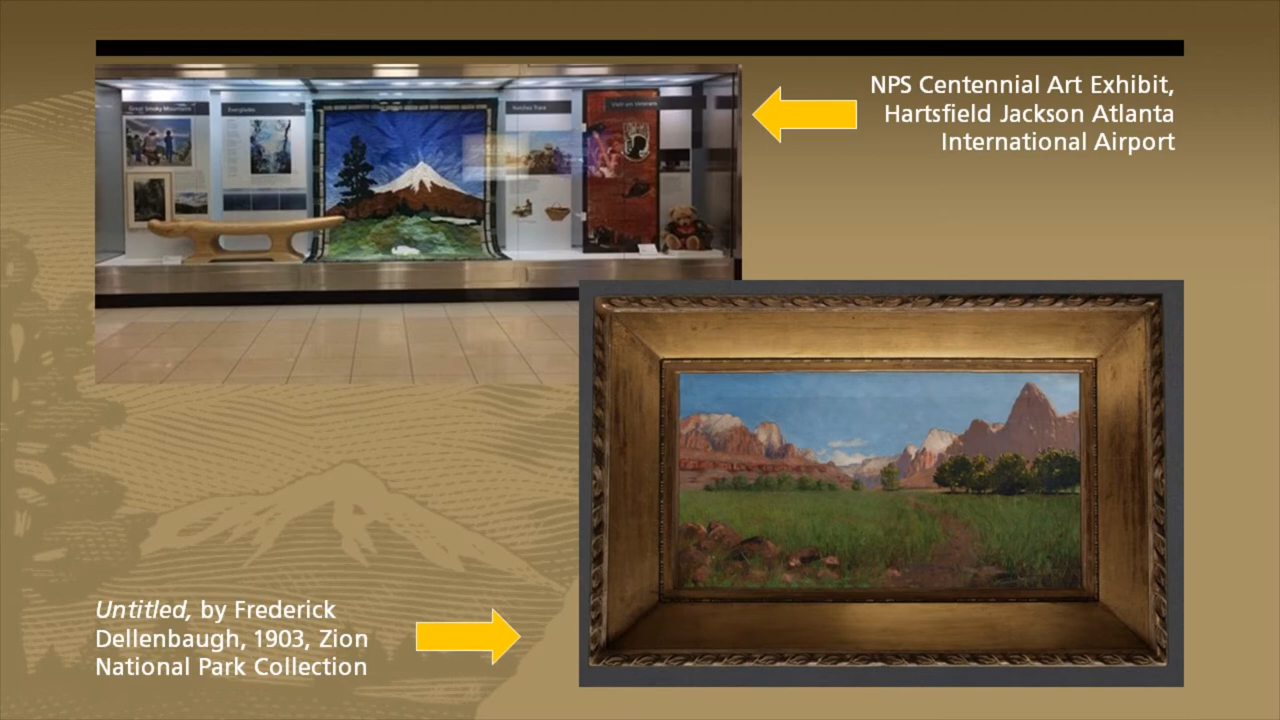 NPS Centennial Art Exhibit,
Hartsfield Jackson Atlanta
International Airport
Great Smoky Mountains
Everglades
Natchez Trace
Vietnam Veterans
Untitled, by Frederick
Dellenbaugh, 1903, Zion
National Park Collection